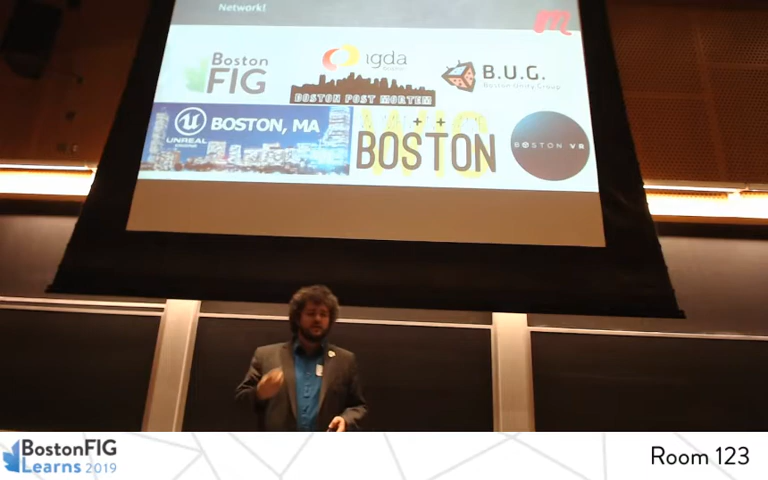 Network!
Boston
FIG
igda
BOSTON POST MORTEM
B.U.G.
Boston Unity Group
UNREAL
BOSTON, MA
WIG
++
BOSTON
BOSTON VR
BostonFIG
Learns 2019
Room 123